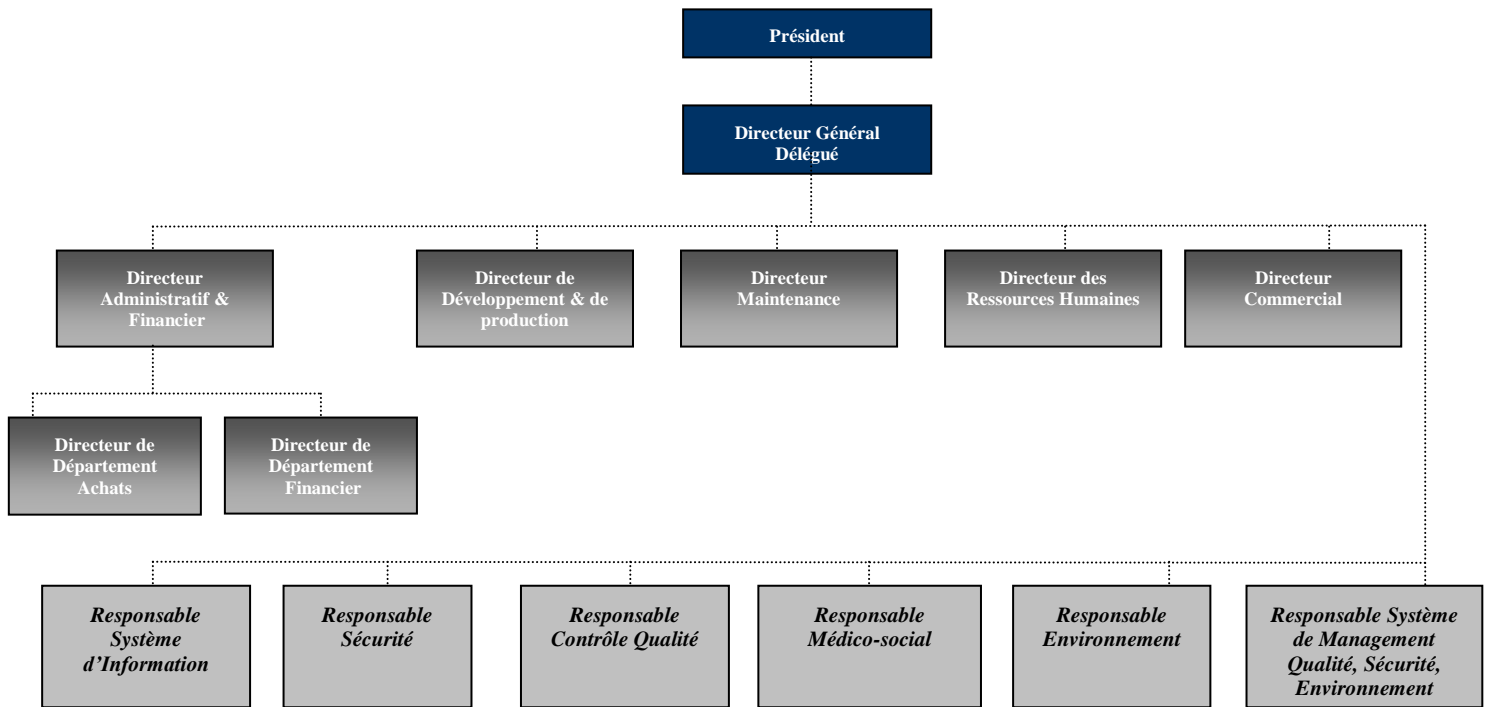 Président
Directeur Général
Délégué
Directeur
Administratif &
Financier
Directeur de
Développement & de
production
Directeur
Maintenance
Directeur des
Ressources Humaines
Directeur
Commercial
Directeur de
Département
Achats
Directeur de
Département
Financier
Responsable
Système
d’Information
Responsable
Sécurité
Responsable
Contrôle Qualité
Responsable
Médico-social
Responsable
Environnement
Responsable Système
de Management
Qualité, Sécurité,
Environnement